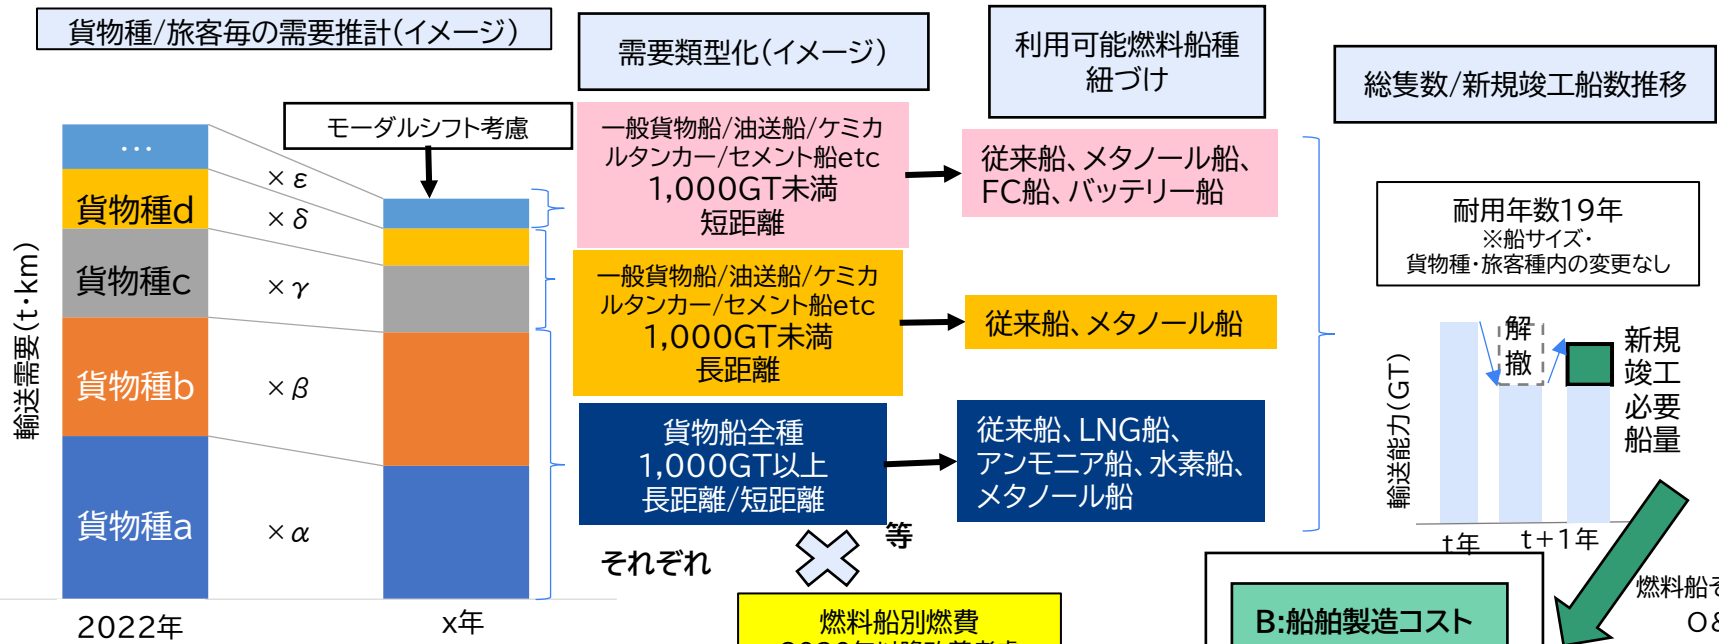 貨物種/旅客毎の需要推計(イメージ)
需要類型化(イメージ)
利用可能燃料船種
紐づけ
総隻数/新規竣工船数推移
モーダルシフト考慮
輸送需要(t・km)
…
貨物種d
貨物種c
貨物種b
貨物種a
×ε
×δ
×γ
×β
×α
2022年
x年
一般貨物船/油送船/ケミカ
ルタンカー/セメント船etc
1,000GT未満
短距離
従来船、メタノール船、
FC船、バッテリー船
一般貨物船/油送船/ケミカ
ルタンカー/セメント船etc
1,000GT未満
長距離
従来船、メタノール船
貨物船全種
1,000GT以上
長距離/短距離
従来船、LNG船、
アンモニア船、水素船、
メタノール船
等
それぞれ
燃料船別燃費
耐用年数19年
※船サイズ・
貨物種・旅客種内の変更なし
輸送能力(GT)
解
撤
新規
竣工
必要
船量
t年
t+1年
B:船舶製造コスト
燃料船そ
O&